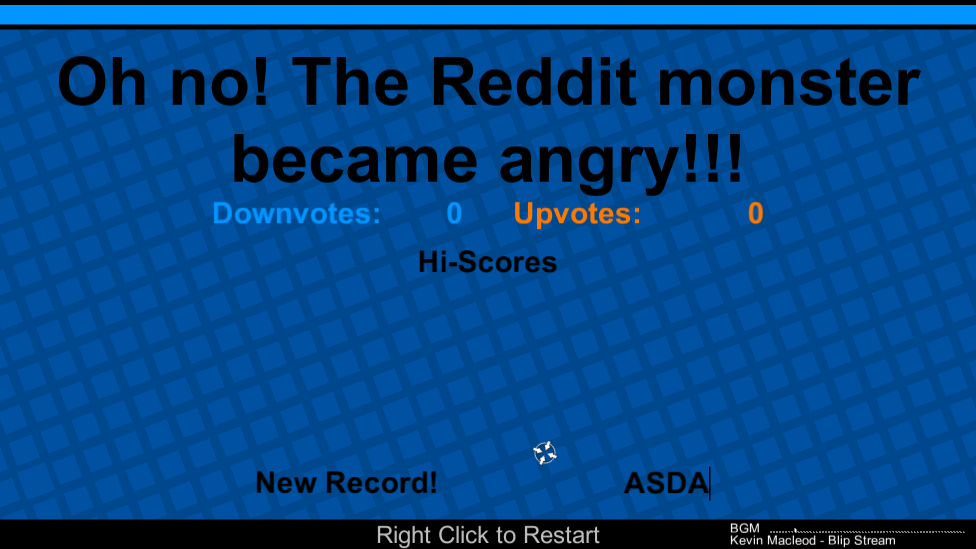 Oh no! The Reddit monster
became angry!!!
Downvotes: 0 Upvotes: 0
Hi-Scores
New Record! ASDA
Right Click to Restart
BGM
Kevin Macleod - Blip Stream